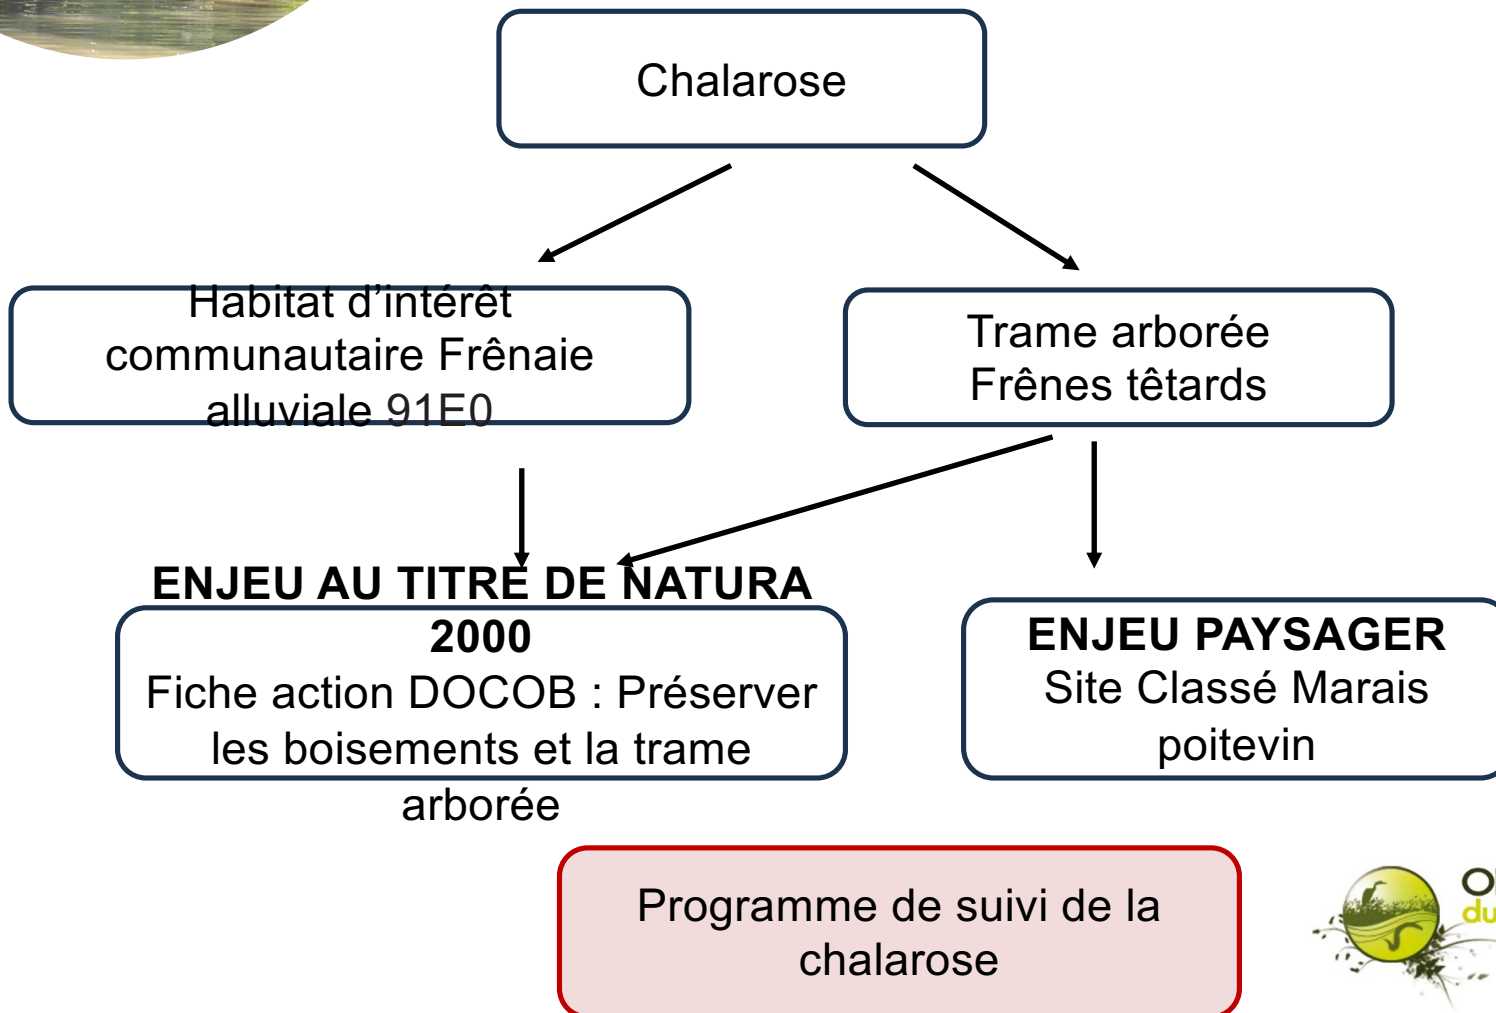 Chalarose
Habitat d’intérêt
communautaire Frênaie
alluviale 91E0
Trame arborée
Frênes têtards
ENJEU AU TITRE DE NATURA
2000
Fiche action DOCOB : Préserver
les boisements et la trame
arborée
ENJEU PAYSAGER
Site Classé Marais
poitevin
Programme de suivi de la
chalarose
du